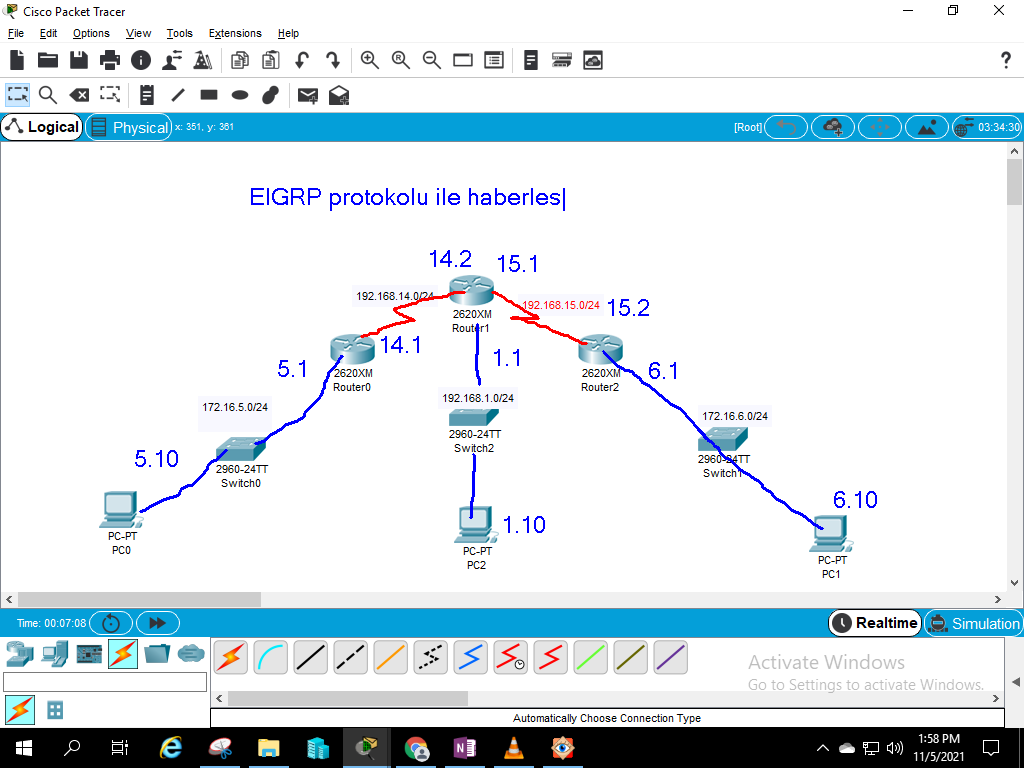 Cisco Packet Tracer
File Edit Options View Tools Extensions Help
Logical Physical x: 351, y: 361 [Root] 03:34:30
EIGRP protokolu ile haberles
14.2 15.1
192.168.14.0/24 192.168.15.0/24 15.2
2620XM
Router1
14.1
5.1
2620XM
Router0
1.1
2620XM
Router2
6.1
172.16.5.0/24
192.168.1.0/24
172.16.6.0/24
2960-24TT
Switch2
5.10
2960-24TT
Switch0
2960-24TT
Switch1
6.10
1.10
PC-PT
PC0
PC-PT
PC2
PC-PT
PC1
Time: 00:07:08 Realtime Simulation
Activate Windows
Go to Settings to activate Windows.
Automatically Choose Connection Type
1:58 PM
11/5/2021